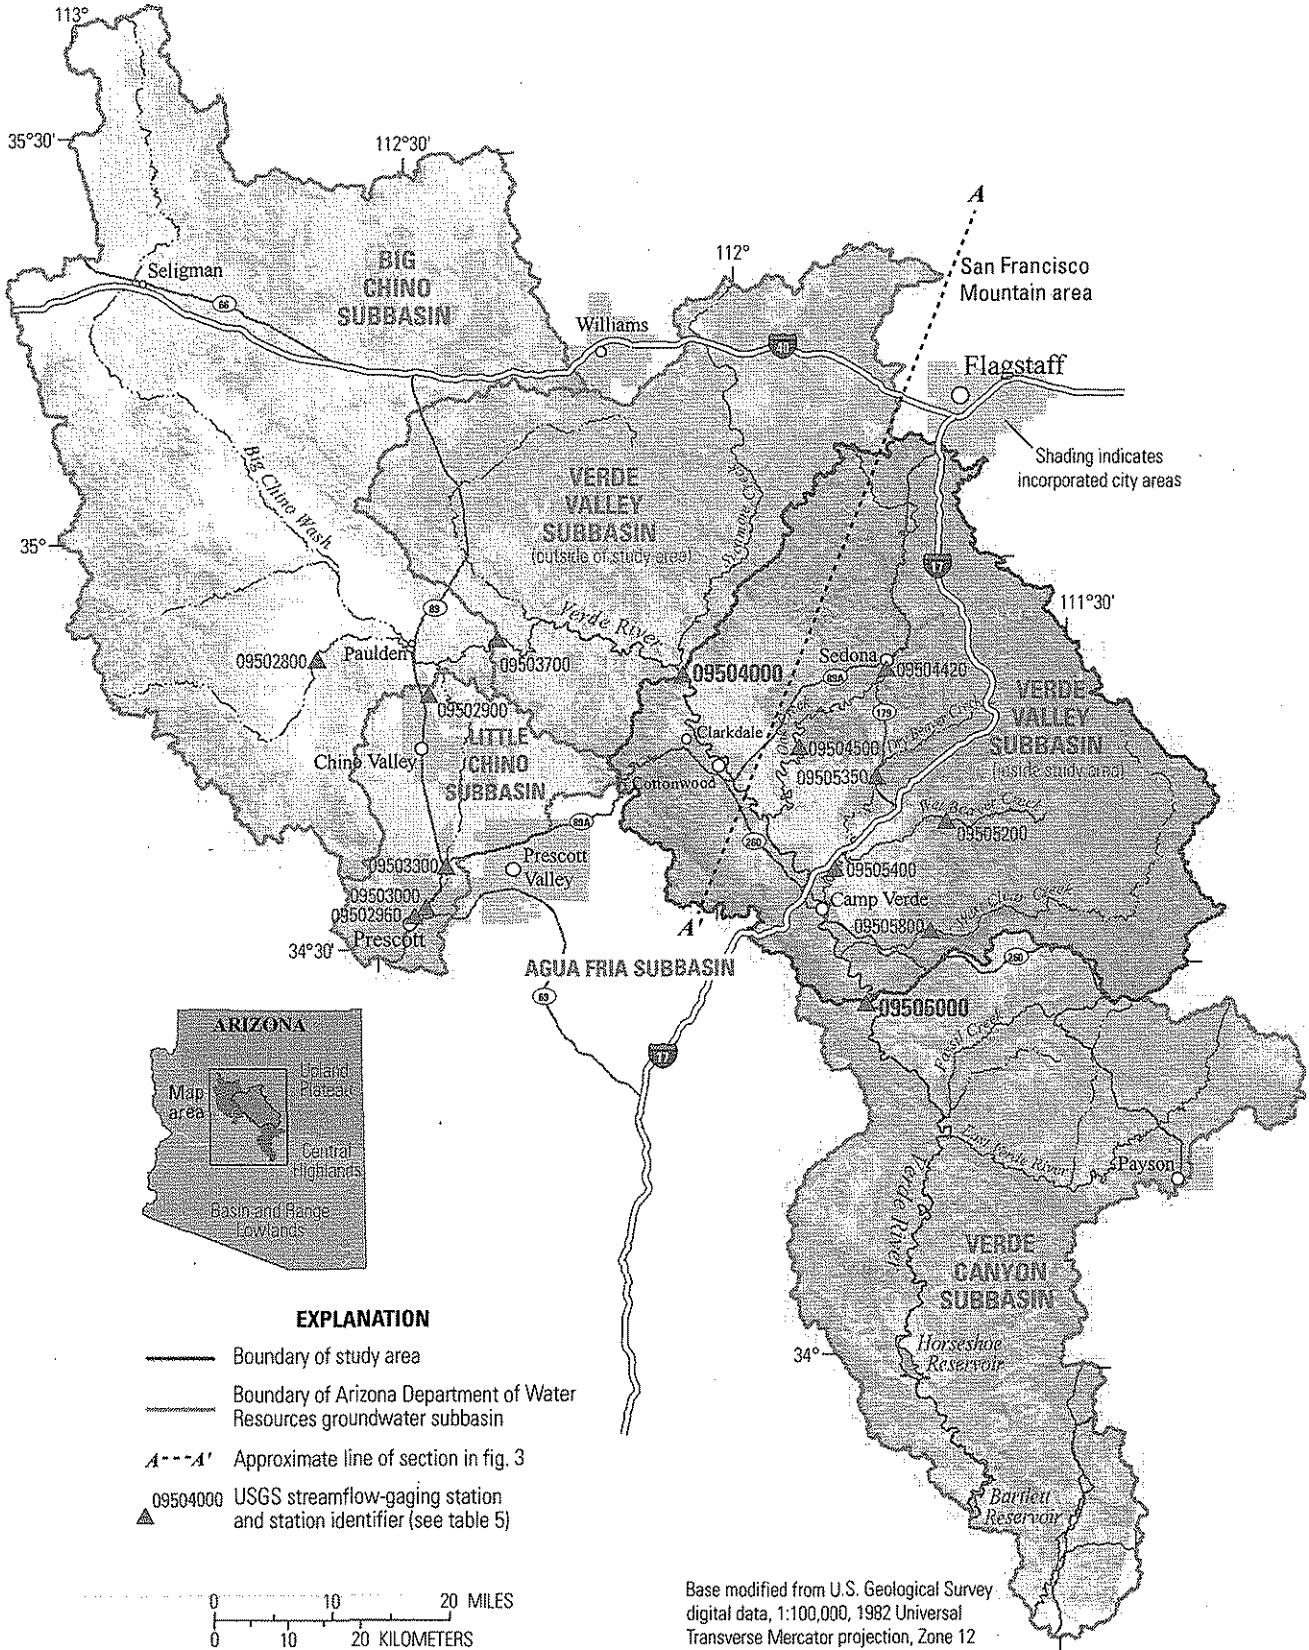 113°
35°30'
112°30'
A
112°
San Francisco
Mountain area
BIG
CHINO
SUBBASIN
Seligman
66
Williams
40
Flagstaff
Shading indicates
incorporated city areas
VERDE
VALLEY
SUBBASIN
(outside of study area)
Sycamore Creek
Big Chino Wash
35°
17
89
111°30'
Verde River
09502800
Paulden
09503700
Sedona
09504420
09504000
89A
09502900
179
Dry Beaver Creek
VERDE
VALLEY
SUBBASIN
(inside study area)
Clarkdale
LITTLE
CHINO
SUBBASIN
Chino Valley
09504500
09505350
Cottonwood
Wet Beaver Creek
09505200
89A
260
09503300
Prescott
Valley
09505400
09503000
09502960
Camp Verde
West Clear Creek
09505800
Prescott
A'
34°30'
AGUA FRIA SUBBASIN
260
69
09506000
Fossil Creek
17
ARIZONA
Upland
Plateau
Map
area
Central
Highlands
Basin and Range
Lowlands
East Verde River
Payson
Verde River
VERDE
CANYON
SUBBASIN
Horseshoe
Reservoir
34°
Bartlett
Reservoir
EXPLANATION
Boundary of study area
Boundary of Arizona Department of Water
Resources groundwater subbasin
A---A' Approximate line of section in fig. 3
09504000 USGS streamflow-gaging station
and station identifier (see table 5)
0 10 20 MILES
0 10 20 KILOMETERS
Base modified from U.S. Geological Survey
digital data, 1:100,000, 1982 Universal
Transverse Mercator projection, Zone 12